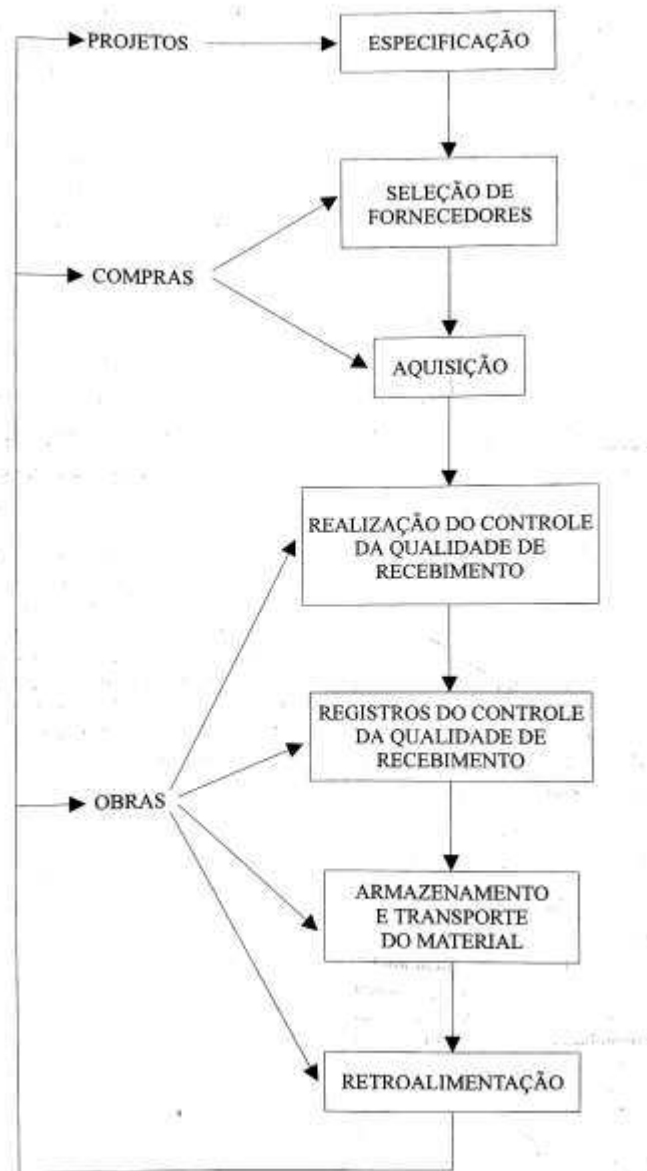 PROJETOS
ESPECIFICAÇÃO
SELEÇÃO DE
FORNECEDORES
COMPRAS
AQUISIÇÃO
REALIZAÇÃO DO CONTROLE
DA QUALIDADE DE
RECEBIMENTO
REGISTROS DO CONTROLE
DA QUALIDADE DE
RECEBIMENTO
OBRAS
ARMAZENAMENTO
E TRANSPORTE
DO MATERIAL
RETROALIMENTAÇÃO